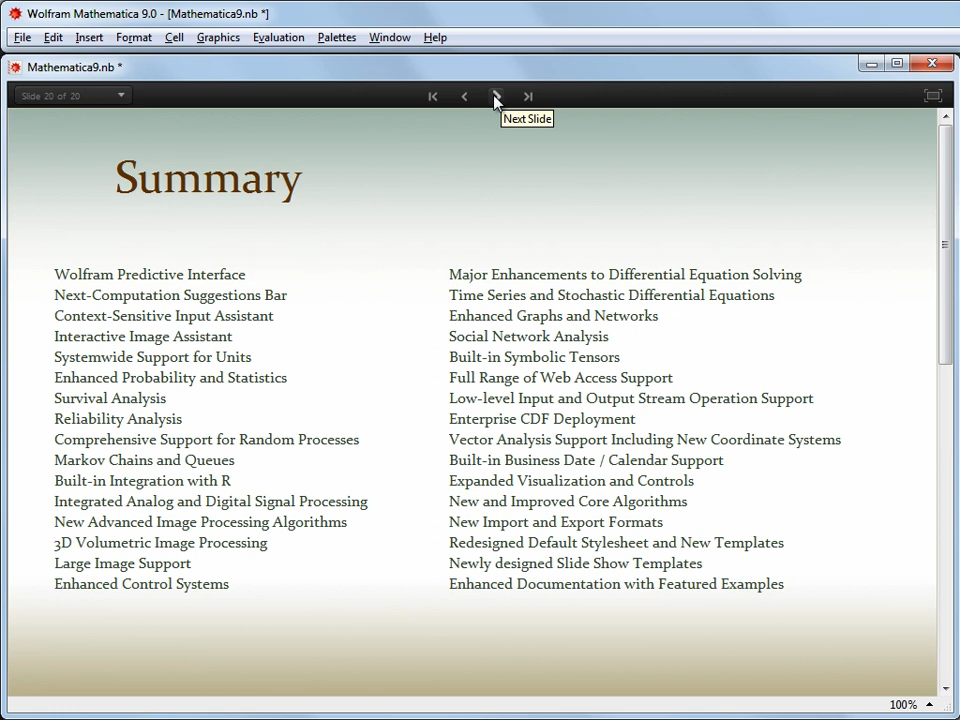 Wolfram Mathematica 9.0 - [Mathematica9.nb *]
File Edit Insert Format Cell Graphics Evaluation Palettes Window Help
Mathematica9.nb *
Slide 20 of 20
Next Slide
Summary
Wolfram Predictive Interface
Next-Computation Suggestions Bar
Context-Sensitive Input Assistant
Interactive Image Assistant
Systemwide Support for Units
Enhanced Probability and Statistics
Survival Analysis
Reliability Analysis
Comprehensive Support for Random Processes
Markov Chains and Queues
Built-in Integration with R
Integrated Analog and Digital Signal Processing
New Advanced Image Processing Algorithms
3D Volumetric Image Processing
Large Image Support
Enhanced Control Systems
Major Enhancements to Differential Equation Solving
Time Series and Stochastic Differential Equations
Enhanced Graphs and Networks
Social Network Analysis
Built-in Symbolic Tensors
Full Range of Web Access Support
Low-level Input and Output Stream Operation Support
Enterprise CDF Deployment
Vector Analysis Support Including New Coordinate Systems
Built-in Business Date / Calendar Support
Expanded Visualization and Controls
New and Improved Core Algorithms
New Import and Export Formats
Redesigned Default Stylesheet and New Templates
Newly designed Slide Show Templates
Enhanced Documentation with Featured Examples
100%